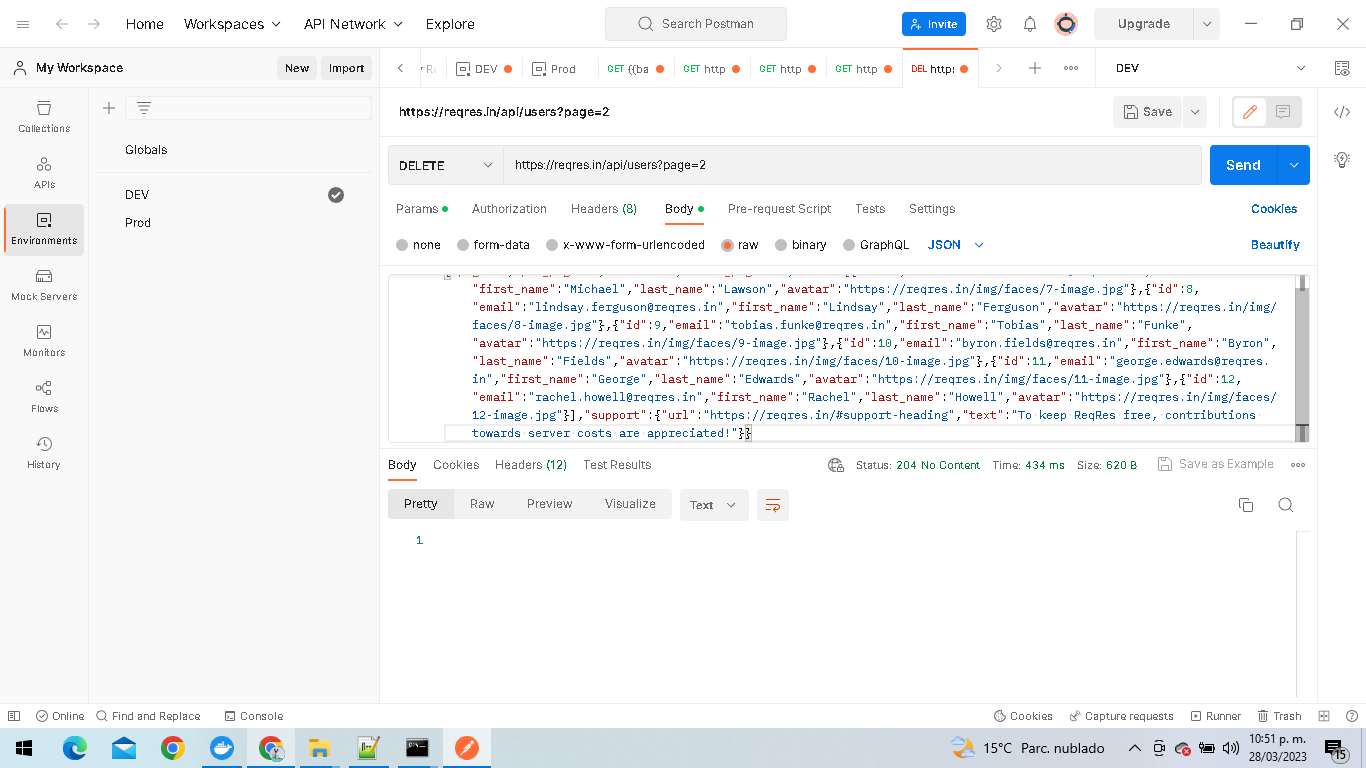 Home Workspaces API Network Explore Search Postman Invite Upgrade
My Workspace New Import
DEV Prod GET {{ba GET http GET http GET http DEL https DEV
https://reqres.in/api/users?page=2 Save
Collections
APIs
Environments
Mock Servers
Monitors
Flows
History
Globals
DEV
Prod
DELETE https://reqres.in/api/users?page=2 Send
Params Authorization Headers (8) Body Pre-request Script Tests Settings Cookies
none form-data x-www-form-urlencoded raw binary GraphQL JSON Beautify
"first_name":"Michael","last_name":"Lawson","avatar":"https://reqres.in/img/faces/7-image.jpg"},{"id":8,
"email":"lindsay.ferguson@reqres.in","first_name":"Lindsay","last_name":"Ferguson","avatar":"https://reqres.in/img/
faces/8-image.jpg"},{"id":9,"email":"tobias.funke@reqres.in","first_name":"Tobias","last_name":"Funke",
"avatar":"https://reqres.in/img/faces/9-image.jpg"},{"id":10,"email":"byron.fields@reqres.in","first_name":"Byron",
"last_name":"Fields","avatar":"https://reqres.in/img/faces/10-image.jpg"},{"id":11,"email":"george.edwards@reqres.
in","first_name":"George","last_name":"Edwards","avatar":"https://reqres.in/img/faces/11-image.jpg"},{"id":12,
"email":"rachel.howell@reqres.in","first_name":"Rachel","last_name":"Howell","avatar":"https://reqres.in/img/faces/
12-image.jpg"}],"support":{"url":"https://reqres.in/#support-heading","text":"To keep ReqRes free, contributions
towards server costs are appreciated!"}}
Body Cookies Headers (12) Test Results Status: 204 No Content Time: 434 ms Size: 620 B Save as Example
Pretty Raw Preview Visualize Text
1
Online Find and Replace Console Cookies Capture requests Runner Trash
15°C Parc. nublado
10:51 p. m.
28/03/2023
15